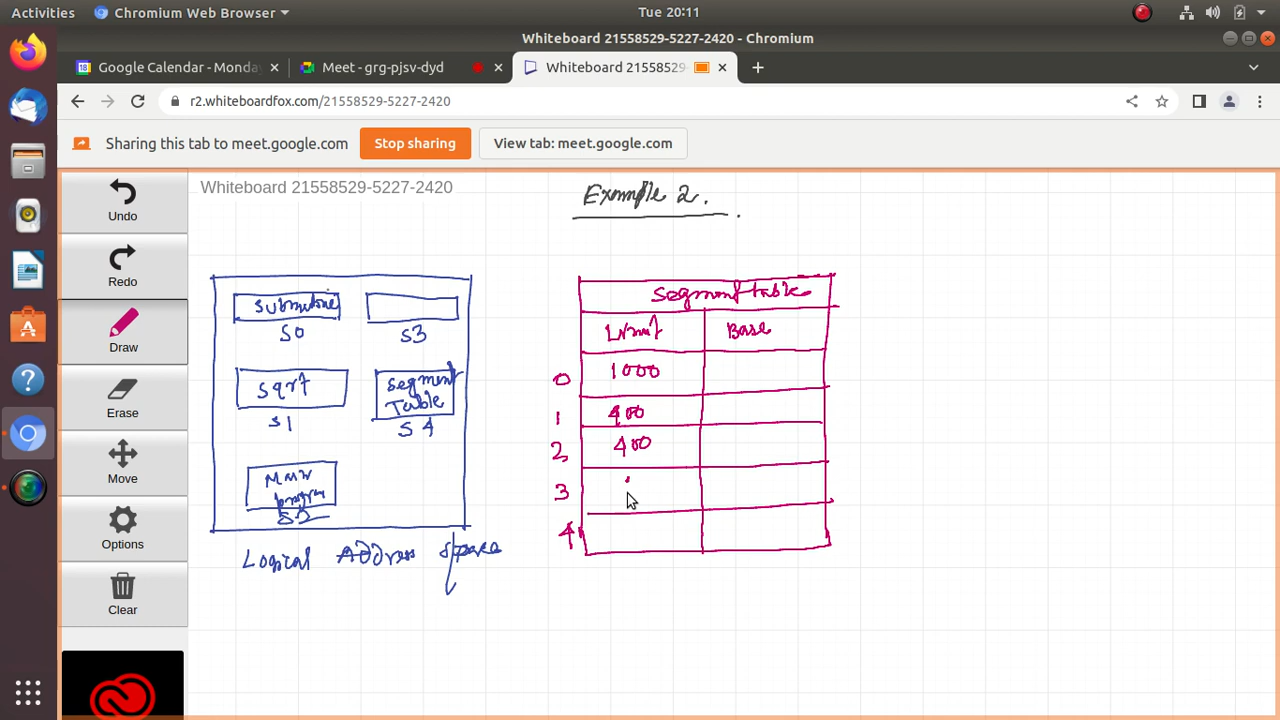 Activities
Chromium Web Browser
Tue 20:11
Whiteboard 21558529-5227-2420 - Chromium
Google Calendar - Monda
Meet - grg-pjsv-dyd
Whiteboard 21558529-5227-2420
r2.whiteboardfox.com/21558529-5227-2420
Sharing this tab to meet.google.com
Stop sharing
View tab: meet.google.com
Undo
Redo
Draw
Erase
Move
Options
Clear
Whiteboard 21558529-5227-2420
Example 2.
S0
S3
Sqrt
S1
Segment
Table
S4
S2
Logical Address Space
Segment table
Limit Base
0 1000
1 400
2 400
3
4